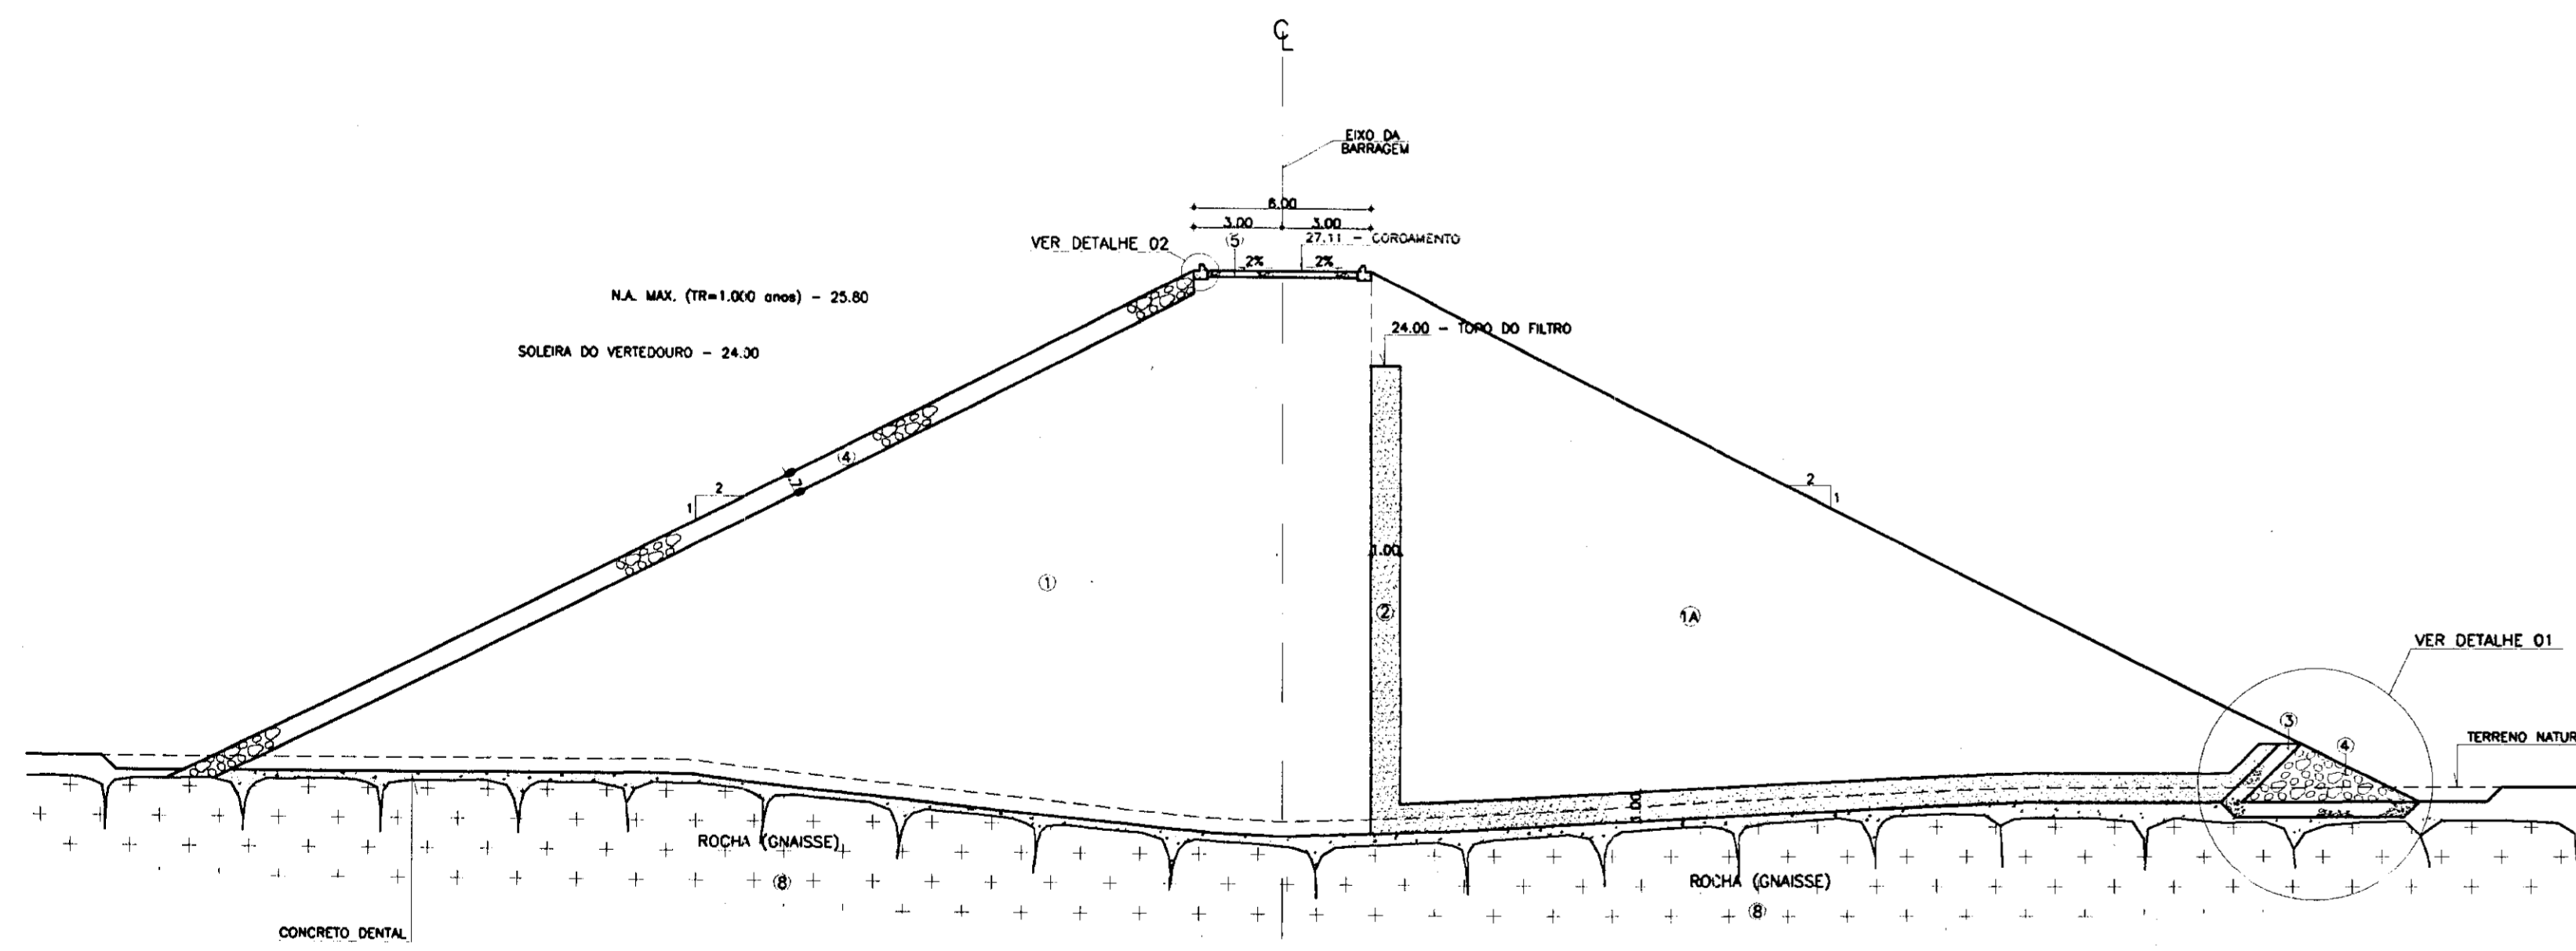 CL
EIXO DA
BARRAGEM
6.00
3.00 3.00
VER DETALHE 02
(5)
27.11 - COROAMENTO
2% 2%
N.A. MAX. (TR=1.000 anos) - 25.80
24.00 - TOPO DO FILTRO
SOLEIRA DO VERTEDOURO - 24.00
4
2
1
2
1
1.00
1
2
1A
VER DETALHE 01
3
4
TERRENO NATUR
1.00
ROCHA (GNAISSE)
8
ROCHA (GNAISSE)
8
CONCRETO DENTAL